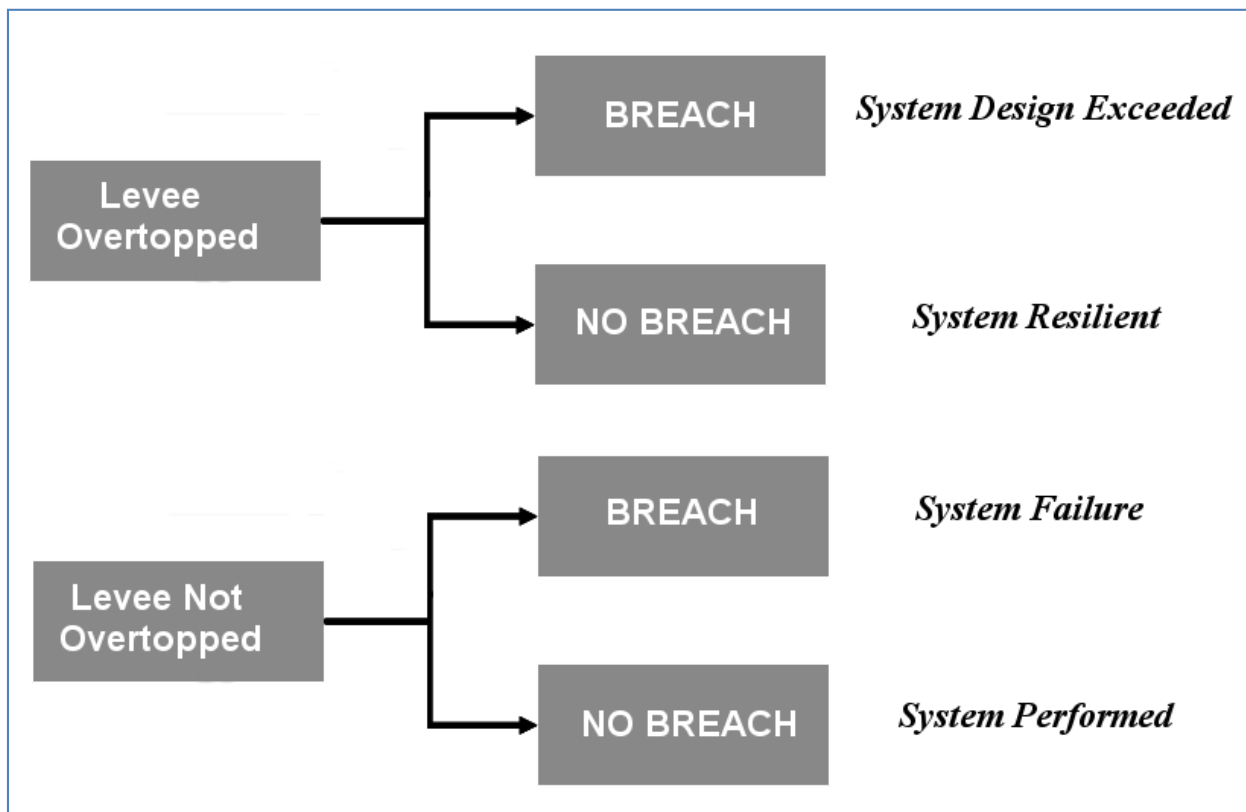 BREACH
System Design Exceeded
Levee
Overtopped
NO BREACH
System Resilient
BREACH
System Failure
Levee Not
Overtopped
NO BREACH
System Performed